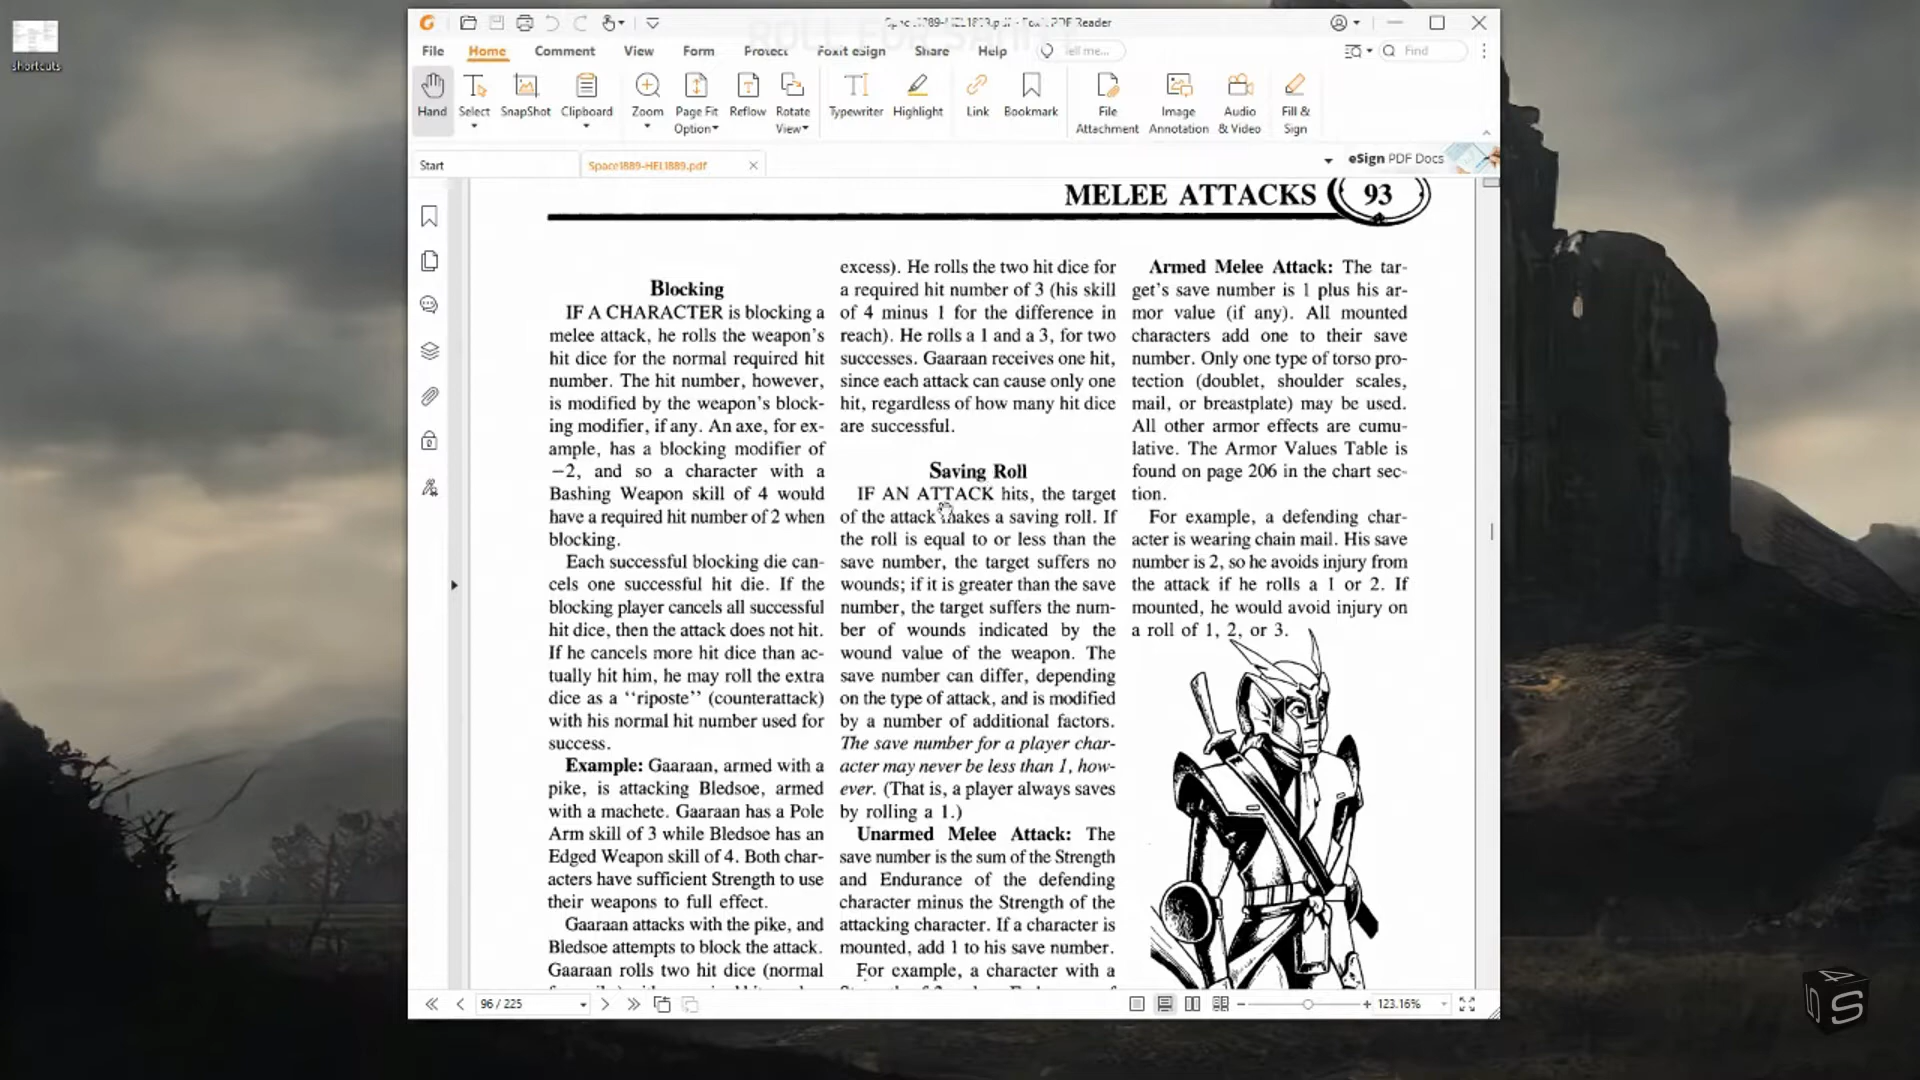 shortcuts
Space1889-HEL1889.pdf - Foxit PDF Reader
ROLL FOR
File Home Comment View Form Protect Foxit eSign Share Help Tell me... Find
Hand Select SnapShot Clipboard Zoom Page Fit Option Reflow Rotate View Typewriter Highlight Link Bookmark File Attachment Image Annotation Audio & Video Fill & Sign
Start Space1889-HEL1889.pdf eSign PDF Docs
MELEE ATTACKS 93
Blocking
IF A CHARACTER is blocking a
melee attack, he rolls the weapon's
hit dice for the normal required hit
number. The hit number, however,
is modified by the weapon's block-
ing modifier, if any. An axe, for ex-
ample, has a blocking modifier of
−2, and so a character with a
Bashing Weapon skill of 4 would
have a required hit number of 2 when
blocking.
Each successful blocking die can-
cels one successful hit die. If the
blocking player cancels all successful
hit dice, then the attack does not hit.
If he cancels more hit dice than ac-
tually hit him, he may roll the extra
dice as a ‘‘riposte’’ (counterattack)
with his normal hit number used for
success.
Example: Gaaraan, armed with a
pike, is attacking Bledsoe, armed
with a machete. Gaaraan has a Pole
Arm skill of 3 while Bledsoe has an
Edged Weapon skill of 4. Both char-
acters have sufficient Strength to use
their weapons to full effect.
Gaaraan attacks with the pike, and
Bledsoe attempts to block the attack.
Gaaraan rolls two hit dice (normal
excess). He rolls the two hit dice for
a required hit number of 3 (his skill
of 4 minus 1 for the difference in
reach). He rolls a 1 and a 3, for two
successes. Gaaraan receives one hit,
since each attack can cause only one
hit, regardless of how many hit dice
are successful.
Saving Roll
IF AN ATTACK hits, the target
of the attack makes a saving roll. If
the roll is equal to or less than the
save number, the target suffers no
wounds; if it is greater than the save
number, the target suffers the num-
ber of wounds indicated by the
wound value of the weapon. The
save number can differ, depending
on the type of attack, and is modified
by a number of additional factors.
The save number for a player char-
acter may never be less than 1, how-
ever. (That is, a player always saves
by rolling a 1.)
Unarmed Melee Attack: The
save number is the sum of the Strength
and Endurance of the defending
character minus the Strength of the
attacking character. If a character is
mounted, add 1 to his save number.
For example, a character with a
Armed Melee Attack: The tar-
get's save number is 1 plus his ar-
mor value (if any). All mounted
characters add one to their save
number. Only one type of torso pro-
tection (doublet, shoulder scales,
mail, or breastplate) may be used.
All other armor effects are cumu-
lative. The Armor Values Table is
found on page 206 in the chart sec-
tion.
For example, a defending char-
acter is wearing chain mail. His save
number is 2, so he avoids injury from
the attack if he rolls a 1 or 2. If
mounted, he would avoid injury on
a roll of 1, 2, or 3.
96 / 225 123.16%